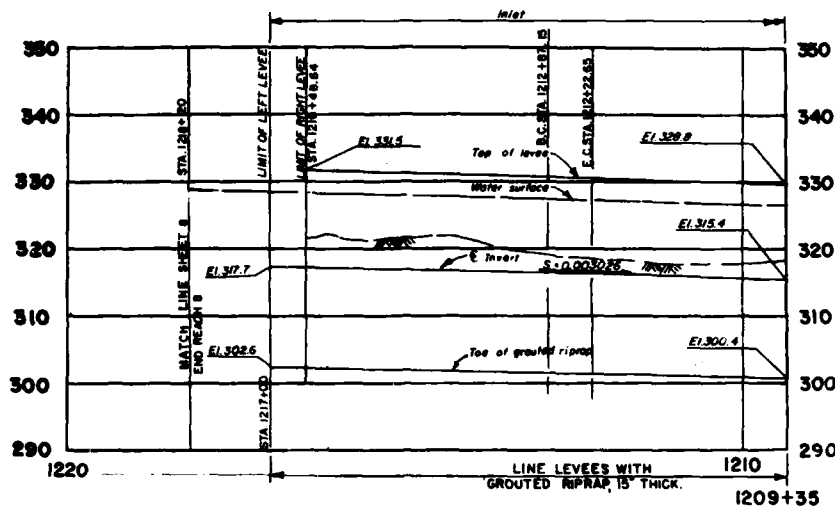 Inlet
350
350
340
340
330
330
320
320
310
310
300
300
290
290
STA. 1218+20
LIMIT OF LEFT LEVEE
LIMIT OF RIGHT LEVEE
STA. 1216+48.64
B.C. STA. 1212+87.15
E.C. STA. 1212+22.65
El. 331.5
Top of levee
El. 328.8
Water surface
El. 315.4
El. 317.7
℄ Invert
S = 0.003026
MATCH LINE SHEET 8
END REACH 8
El. 302.6
Toe of grouted riprap
El. 300.4
STA. 1217+00
1220
1210
LINE LEVEES WITH
GROUTED RIPRAP, 15" THICK.
1209+35